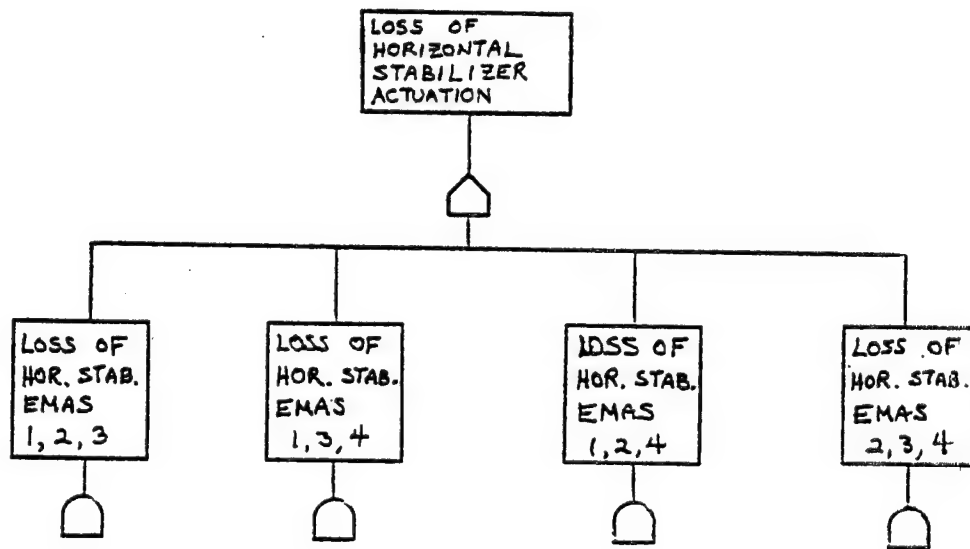 LOSS OF
HORIZONTAL
STABILIZER
ACTUATION
LOSS OF
HOR. STAB.
EMAS
1, 2, 3
LOSS OF
HOR. STAB.
EMAS
1, 3, 4
LOSS OF
HOR. STAB.
EMAS
1, 2, 4
LOSS OF
HOR. STAB.
EMAS
2, 3, 4